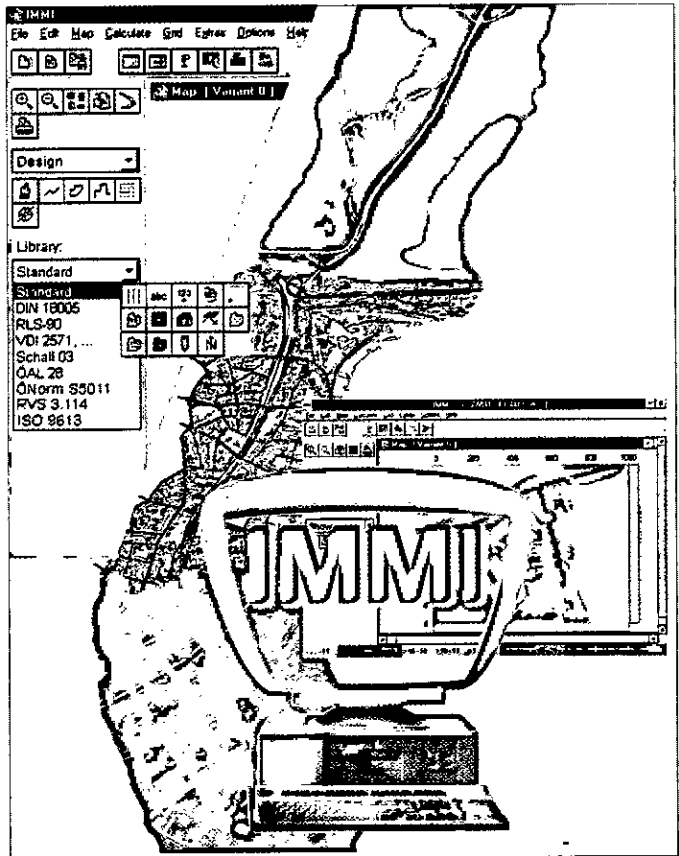 IMMI
File Edit Map Calculate Grid Extras Options Help
Map [ Variant 0 ]
Design
Library:
Standard
Standard
abc
DIN 18005
RLS-90
VDI 2571, ...
Schall 03
ÖAL 28
ÖNorm S5011
RVS 3.114
ISO 9613
IMMI